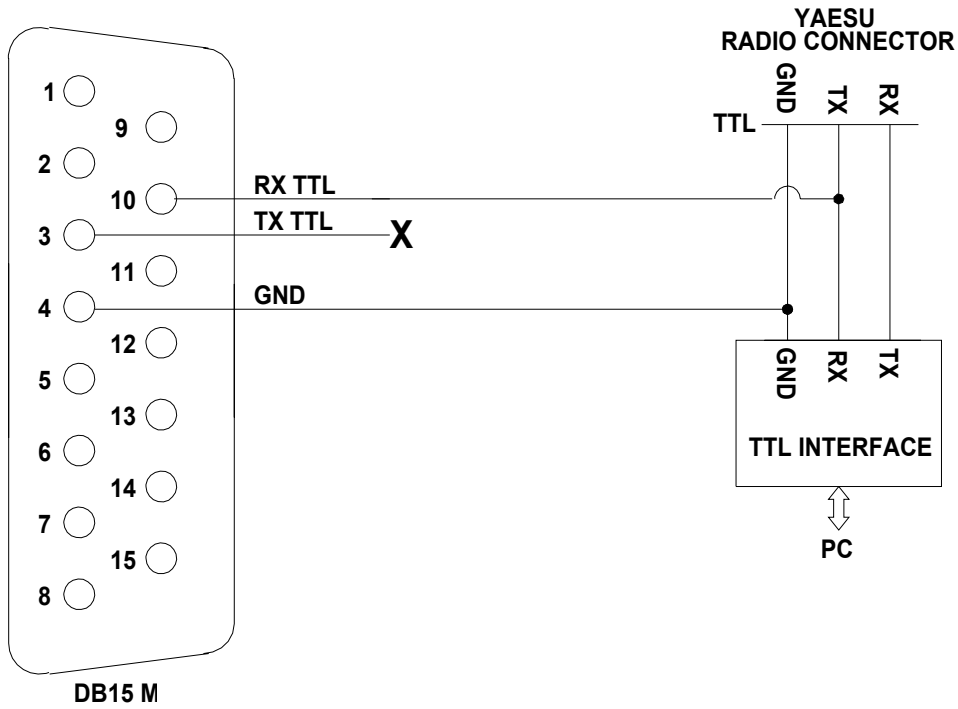 YAESU
RADIO CONNECTOR
GND TX RX
TTL
1
9
2
10
RX TTL
3
TX TTL
X
11
4
GND
12
5
13
6
14
7
15
8
GND RX TX
TTL INTERFACE
PC
DB15 M